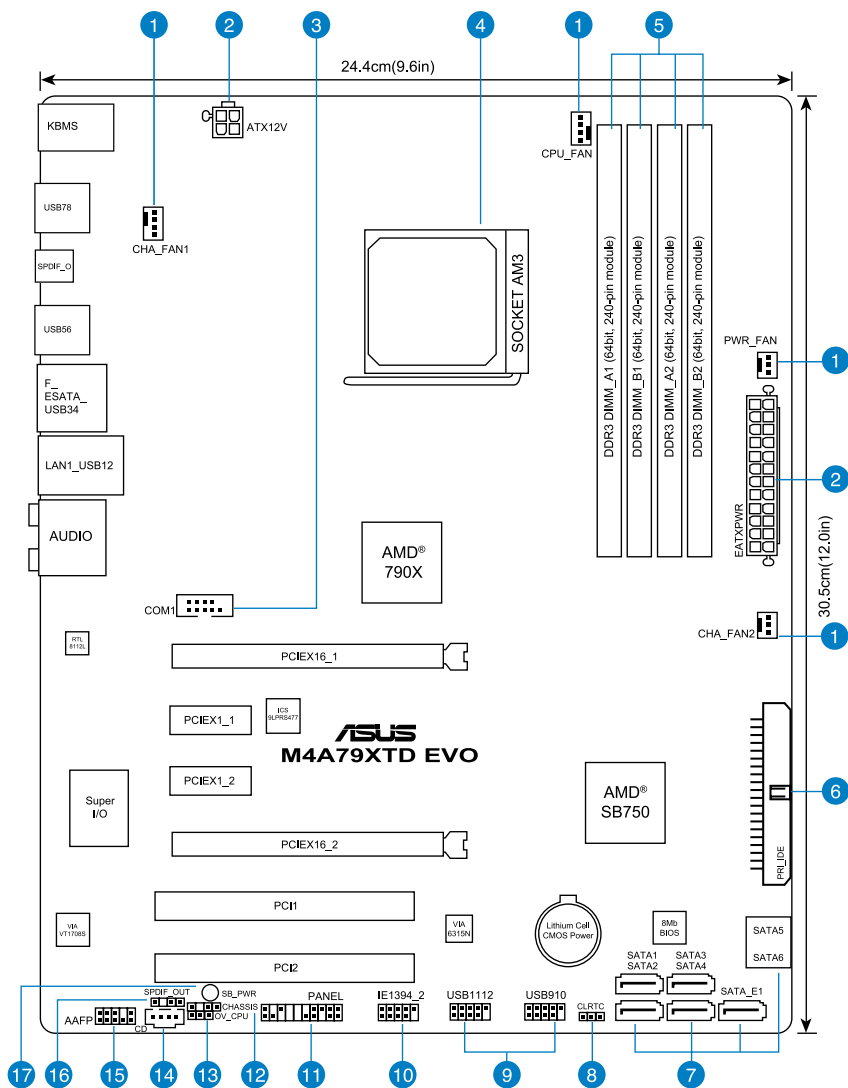 1
2
3
4
1
5
24.4cm(9.6in)
KBMS
ATX12V
CPU_FAN
USB78
CHA_FAN1
SPDIF_O
USB56
F_
ESATA_
USB34
LAN1_USB12
AUDIO
SOCKET AM3
DDR3 DIMM_A1 (64bit, 240-pin module)
DDR3 DIMM_B1 (64bit, 240-pin module)
DDR3 DIMM_A2 (64bit, 240-pin module)
DDR3 DIMM_B2 (64bit, 240-pin module)
PWR_FAN
1
2
EATXPWR
30.5cm(12.0in)
AMD®
790X
COM1
CHA_FAN2
1
RTL
8112L
PCIEX16_1
PCIEX1_1
ICS
9LPRS477
ASUS
M4A79XTD EVO
PCIEX1_2
Super
I/O
AMD®
SB750
6
PRI_IDE
PCIEX16_2
PCI1
VIA
VT1708S
VIA
6315N
Lithium Cell
CMOS Power
8Mb
BIOS
SATA5
SATA6
PCI2
SATA1
SATA2
SATA3
SATA4
SATA_E1
SPDIF_OUT
SB_PWR
CHASSIS
OV_CPU
PANEL
IE1394_2
USB1112
USB910
CLRTC
AAFP
CD
17
16
15
14
13
12
11
10
9
8
7